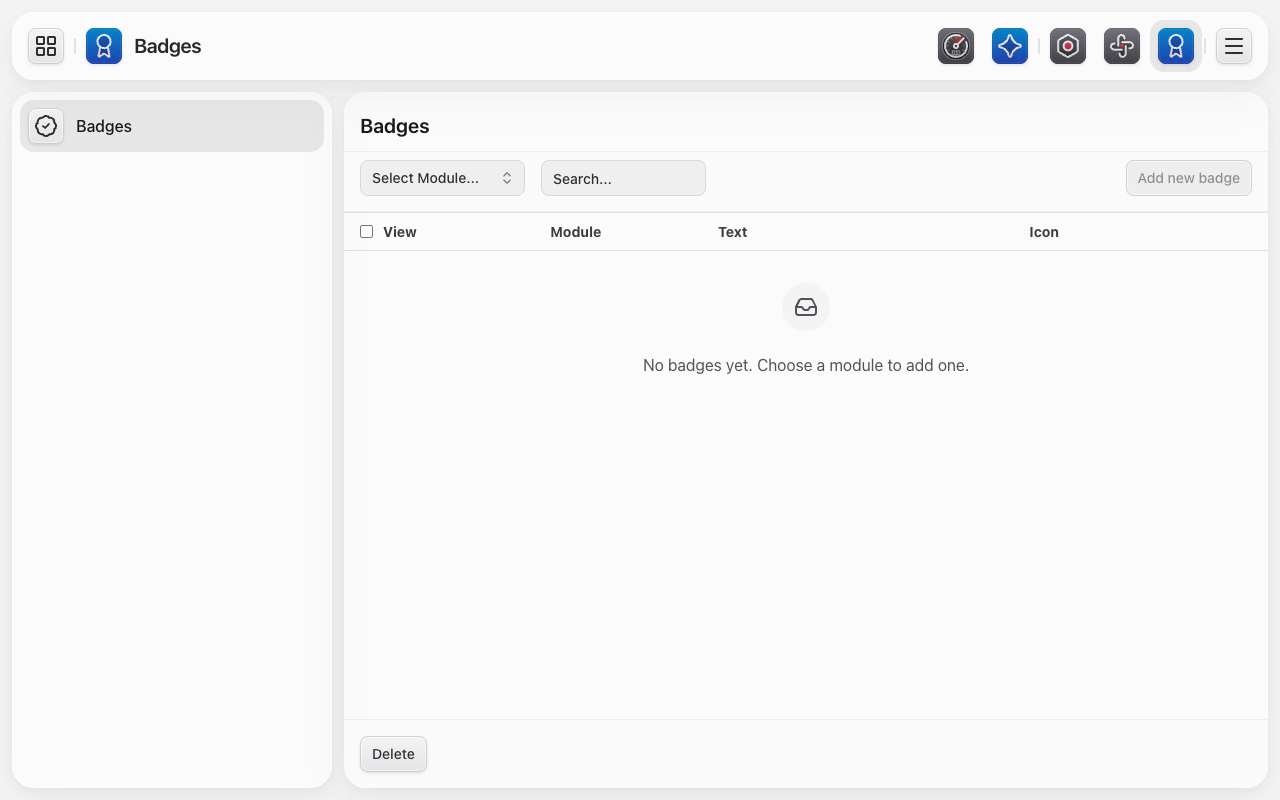 Badges
Badges
Badges
Select Module...
Search...
Add new badge
View
Module
Text
Icon
No badges yet. Choose a module to add one.
Delete